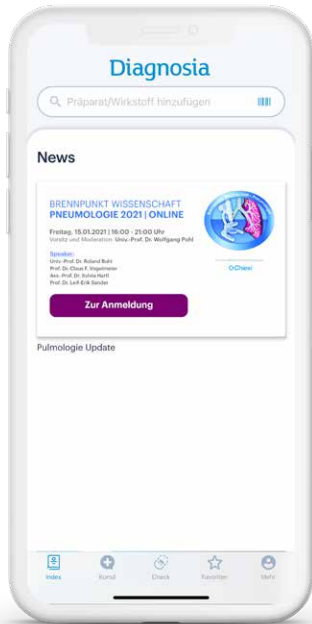 Diagnosia
Präparat/Wirkstoff hinzufügen
News
BRENNPUNKT WISSENSCHAFT
PNEUMOLOGIE 2021 | ONLINE
Freitag, 15.01.2021 | 16:00 - 21:00 Uhr
Vorsitz und Moderation: Univ.-Prof. Dr. Wolfgang Pohl
Speaker:
Univ.-Prof. Dr. Roland Buhl
Prof. Dr. Claus F. Vogelmeier
Ass.-Prof. Dr. Sylvia Hartl
Prof. Dr. Leif-Erik Sander
Chiesi
Zur Anmeldung
Pulmologie Update
Index
Konsil
Check
Favoriten
Mehr